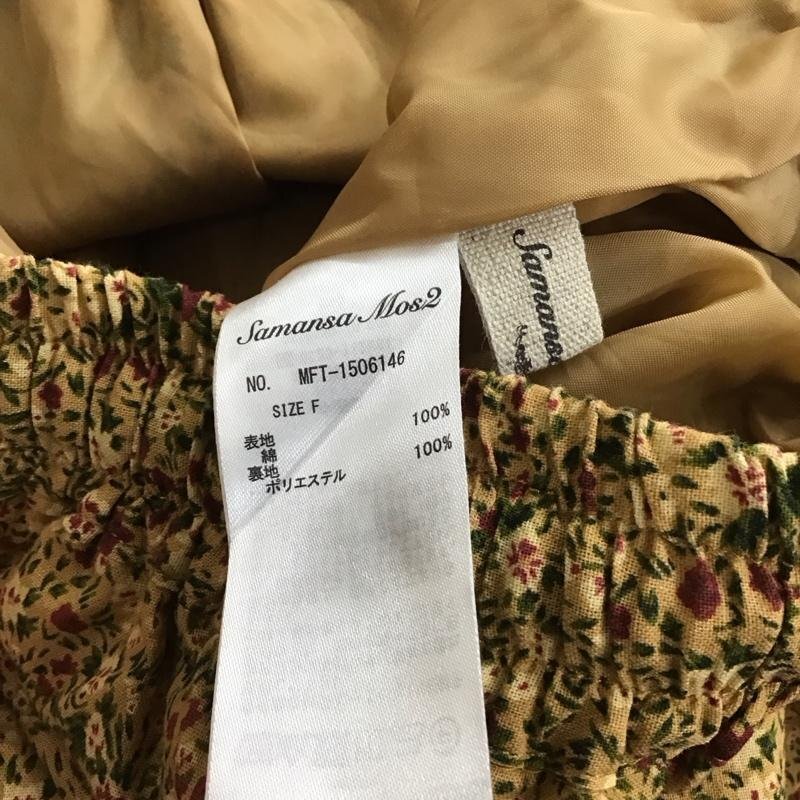 Samansa Mos2
NO. MFT-1506146
SIZE F
表地
綿 100%
裏地
ポリエステル 100%
Samansa